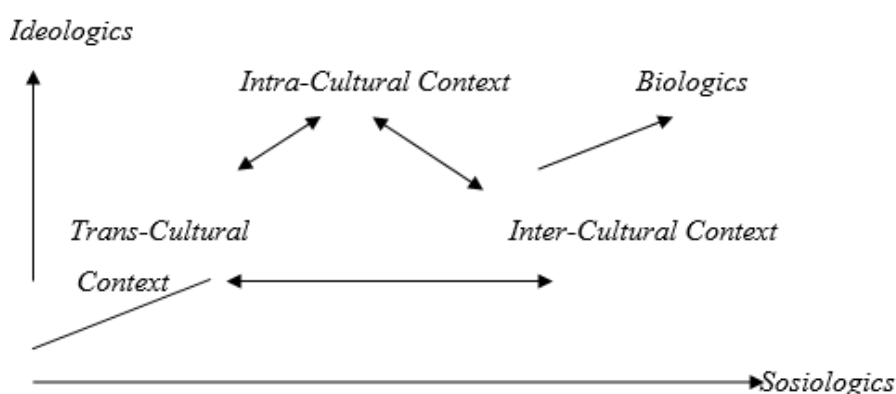 Ideologics
Intra-Cultural Context
Biologics
Trans-Cultural
Context
Inter-Cultural Context
Sosiologics